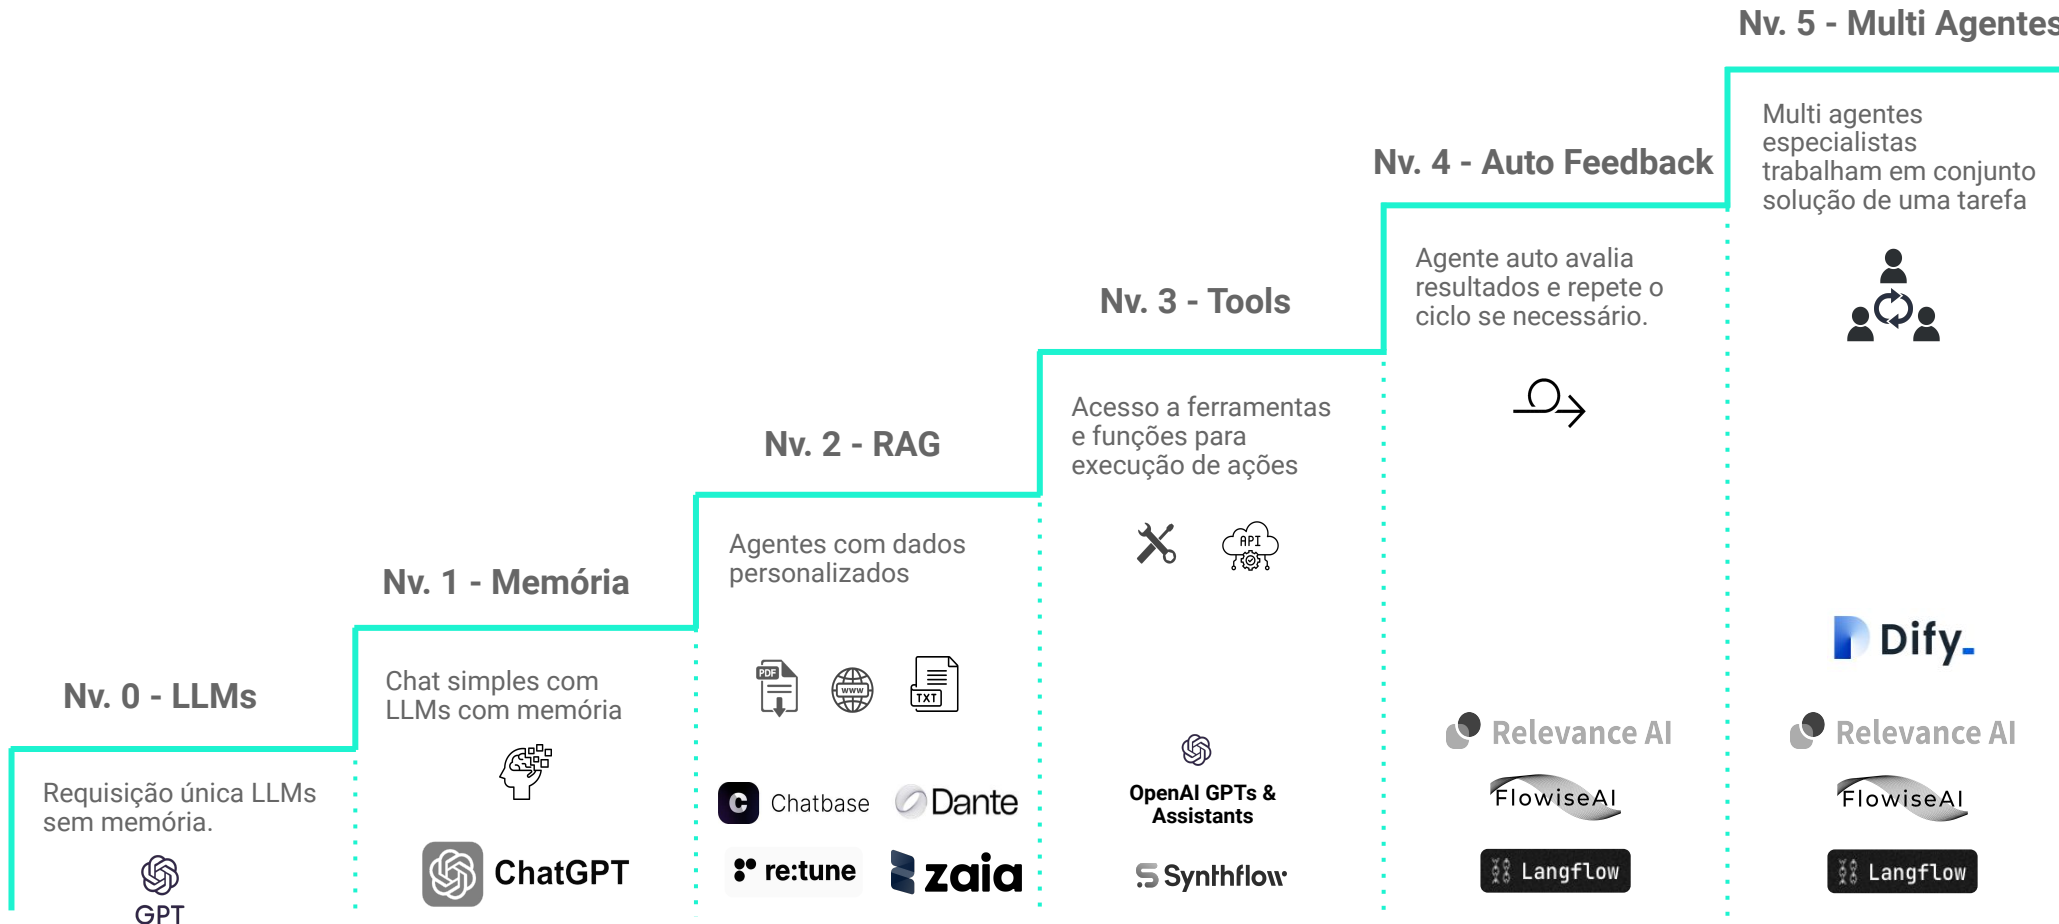 Nv. 0 - LLMs
Requisição única LLMs
sem memória.
GPT
Nv. 1 - Memória
Chat simples com
LLMs com memória
ChatGPT
Nv. 2 - RAG
Agentes com dados
personalizados
PDF
www
TXT
C Chatbase
Dante
re:tune
zaia
Nv. 3 - Tools
Acesso a ferramentas
e funções para
execução de ações
API
OpenAI GPTs &
Assistants
Synthflow
Nv. 4 - Auto Feedback
Agente auto avalia
resultados e repete o
ciclo se necessário.
Relevance AI
FlowiseAI
Langflow
Nv. 5 - Multi Agentes
Multi agentes
especialistas
trabalham em conjunto
solução de uma tarefa
Dify
Relevance AI
FlowiseAI
Langflow